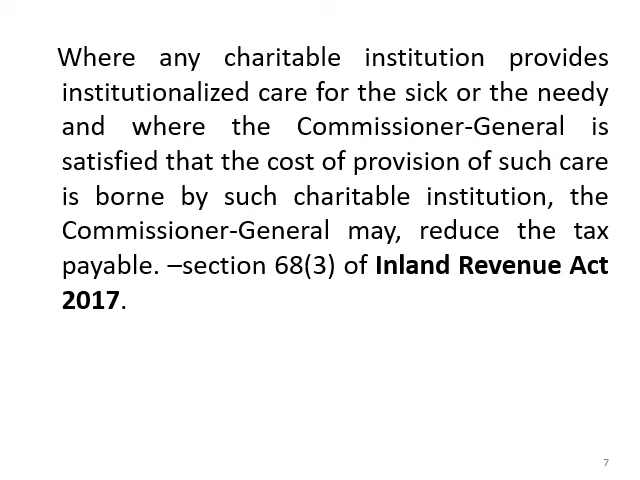 Where any charitable institution provides
institutionalized care for the sick or the needy
and where the Commissioner-General is
satisfied that the cost of provision of such care
is borne by such charitable institution, the
Commissioner-General may, reduce the tax
payable. –section 68(3) of Inland Revenue Act
2017.
7